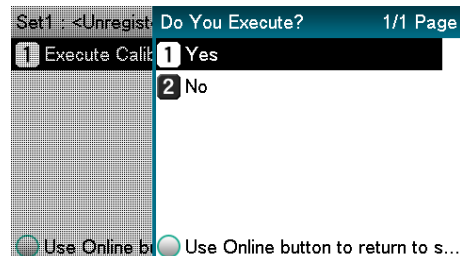 Set1 : <Unregist
Do You Execute? 1/1 Page
1 Execute Calib
1 Yes
2 No
Use Online bu
Use Online button to return to s...